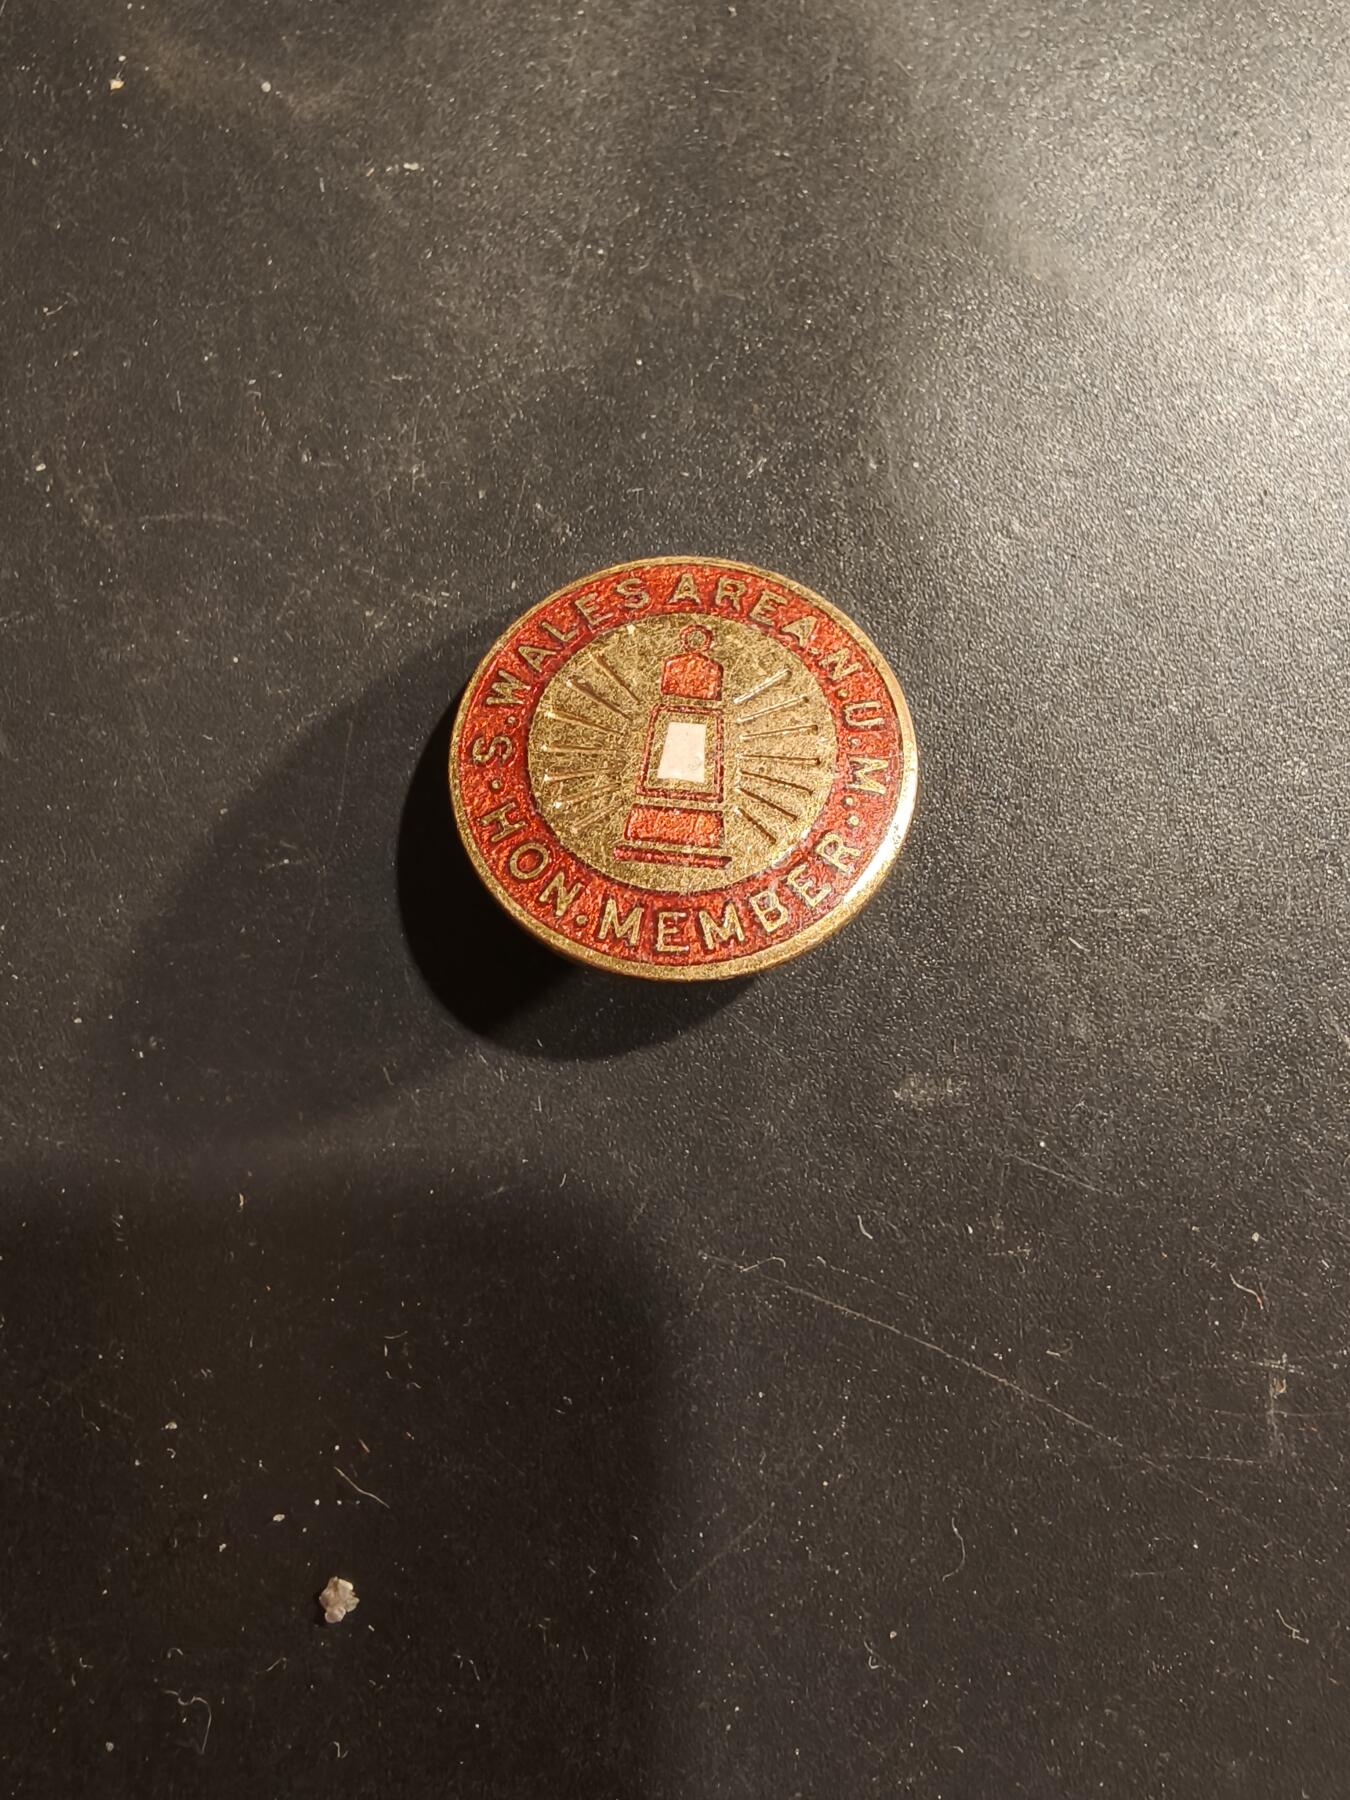 S. WALES AREA. N.U.M.
HON. MEMBER